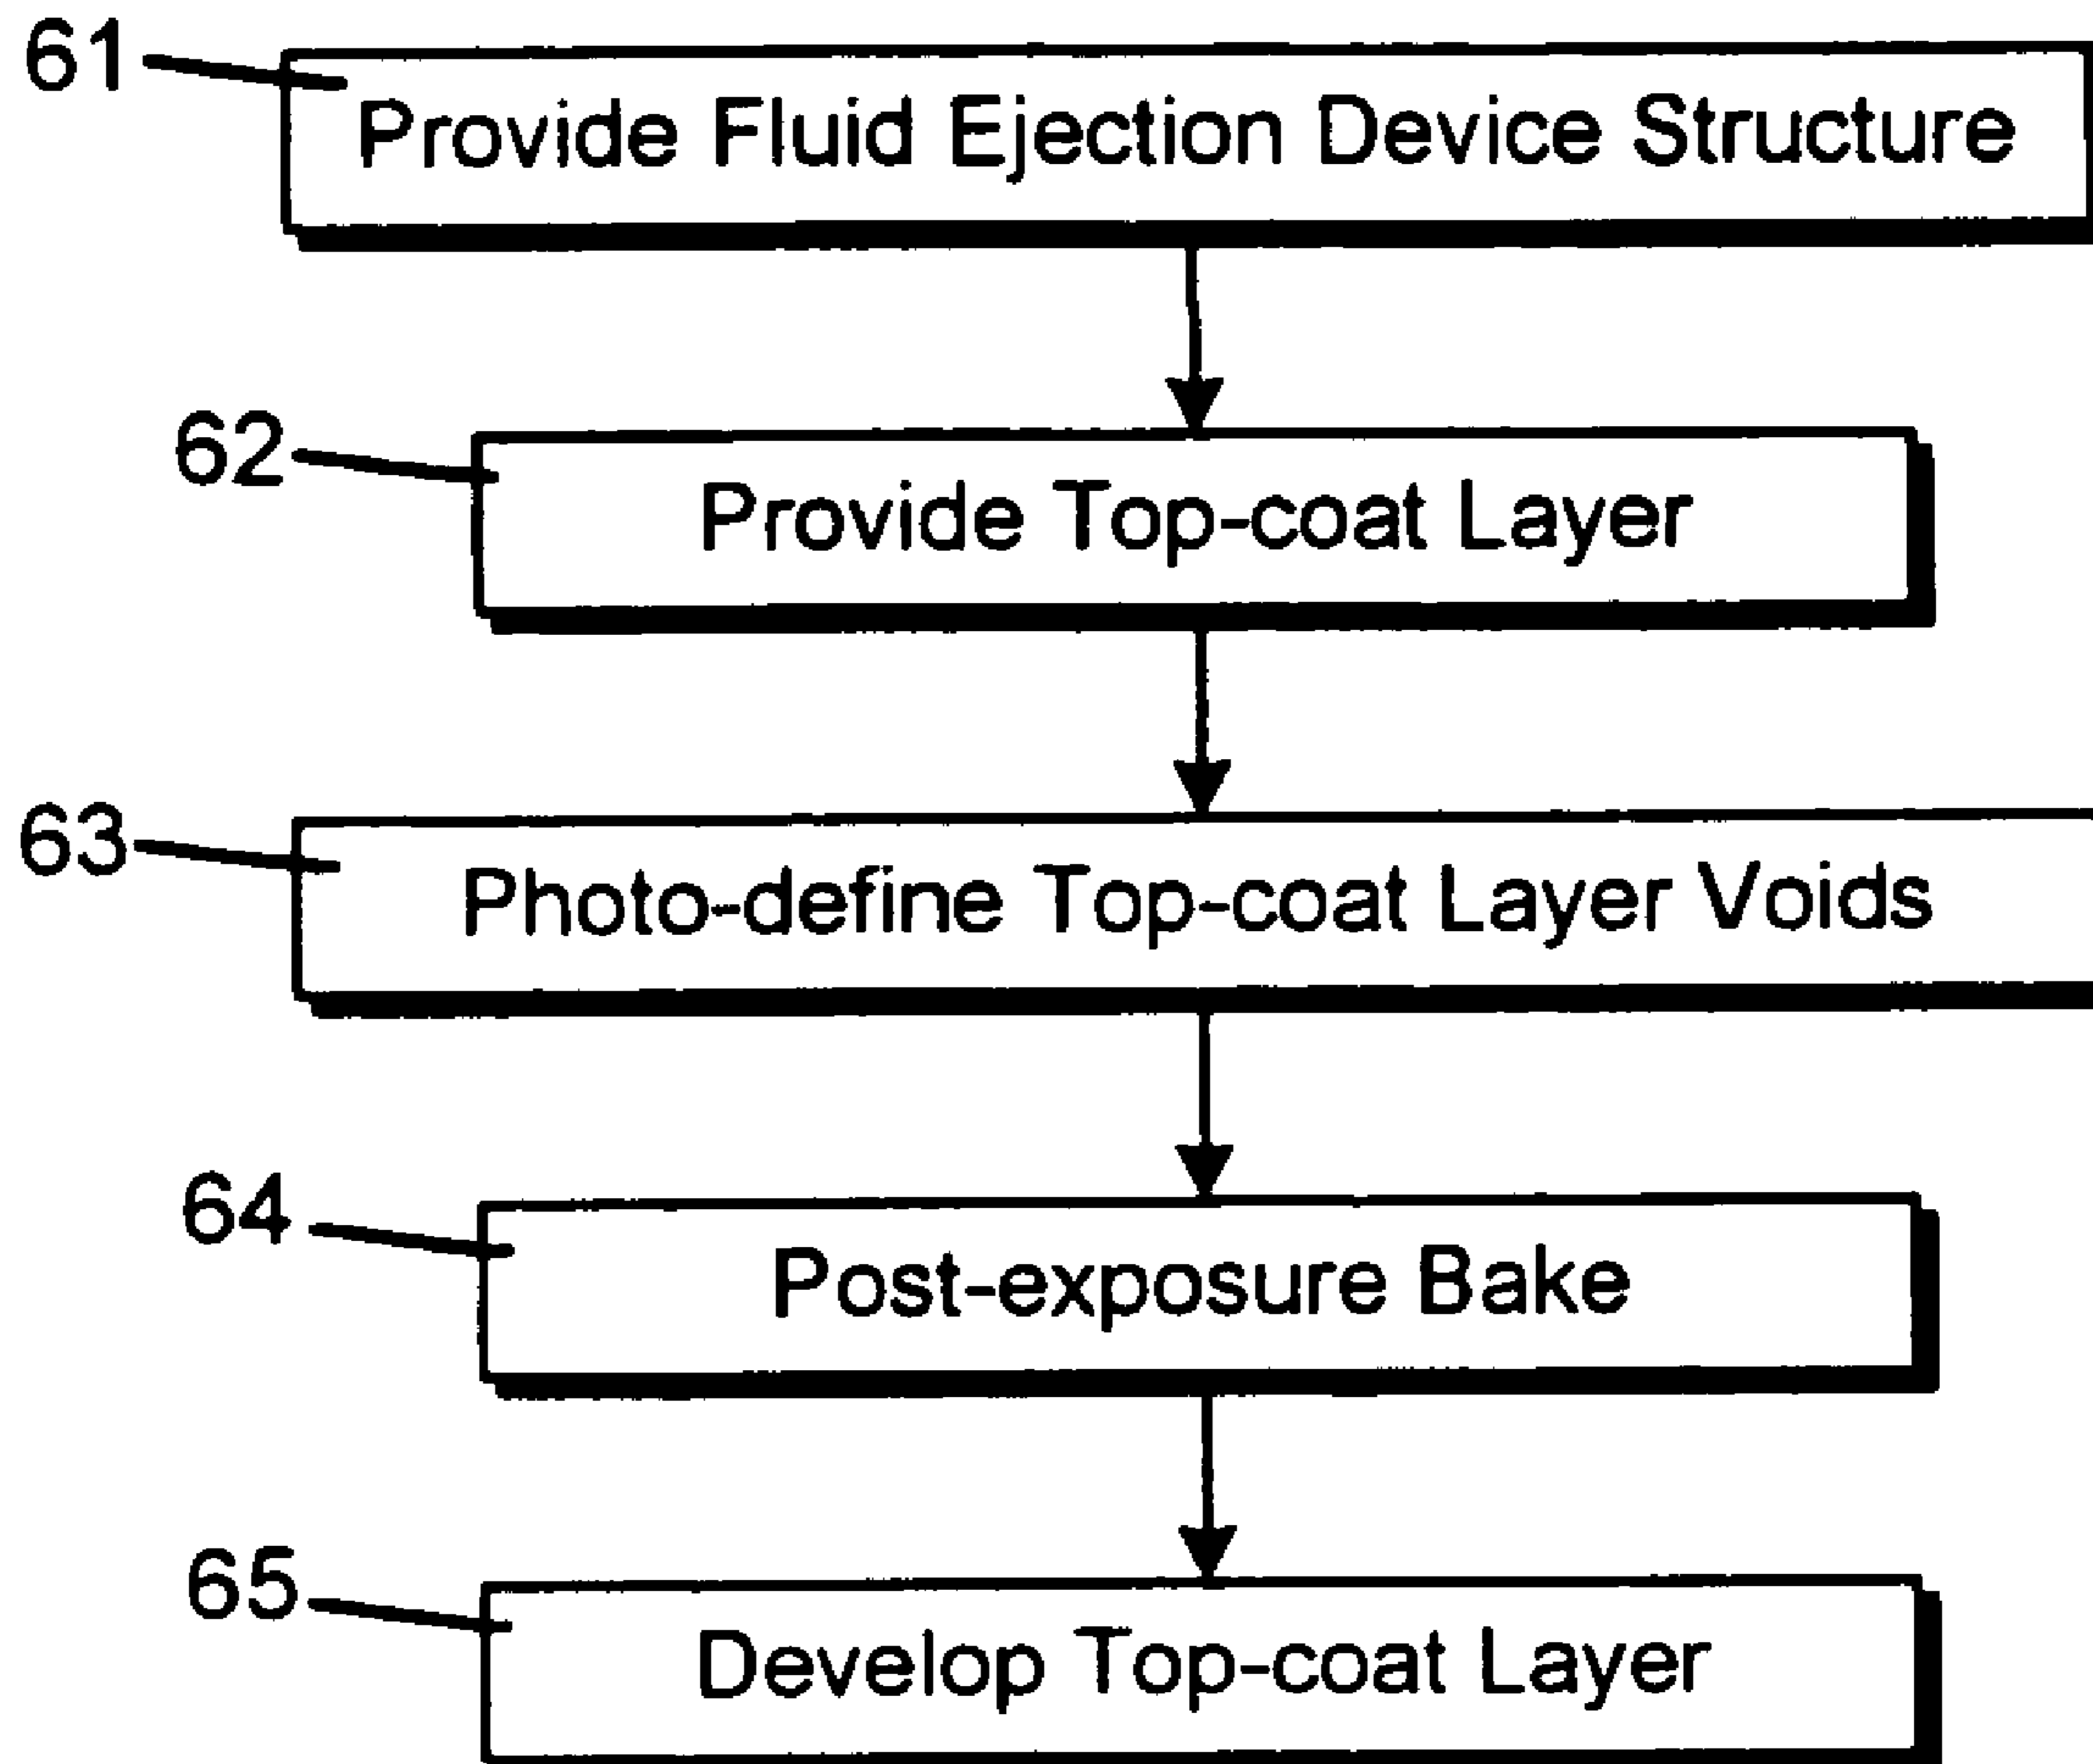 61
Provide Fluid Ejection Device Structure
62
Provide Top-coat Layer
63
Photo-define Top-coat Layer Voids
64
Post-exposure Bake
65
Develop Top-coat Layer